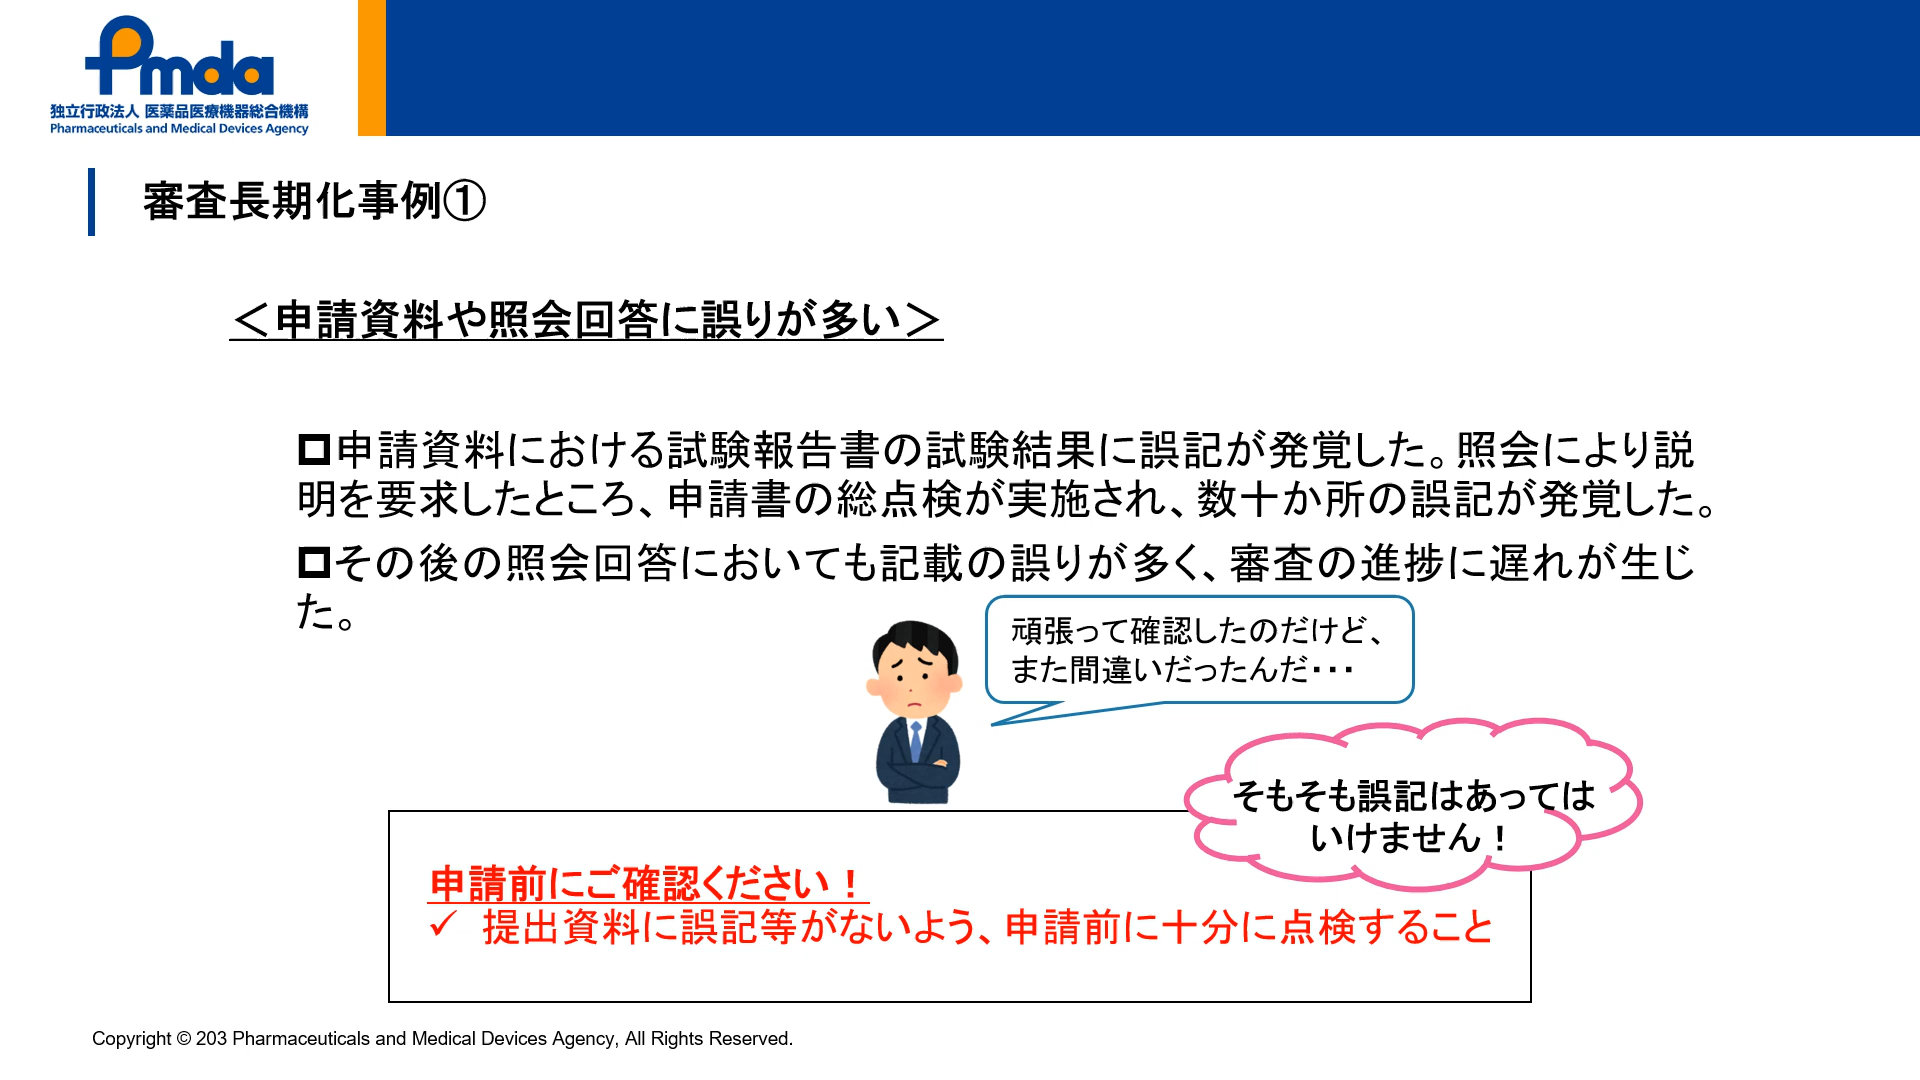 Pmda
独立行政法人 医薬品医療機器総合機構
Pharmaceuticals and Medical Devices Agency
審査長期化事例①
＜申請資料や照会回答に誤りが多い＞
申請資料における試験報告書の試験結果に誤記が発覚した。照会により説
明を要求したところ、申請書の総点検が実施され、数十か所の誤記が発覚した。
その後の照会回答においても記載の誤りが多く、審査の進捗に遅れが生じ
た。
頑張って確認したのだけど、
また間違いだったんだ･･･
そもそも誤記はあっては
いけません！
申請前にご確認ください！
✓ 提出資料に誤記等がないよう、申請前に十分に点検すること
Copyright © 203 Pharmaceuticals and Medical Devices Agency, All Rights Reserved.